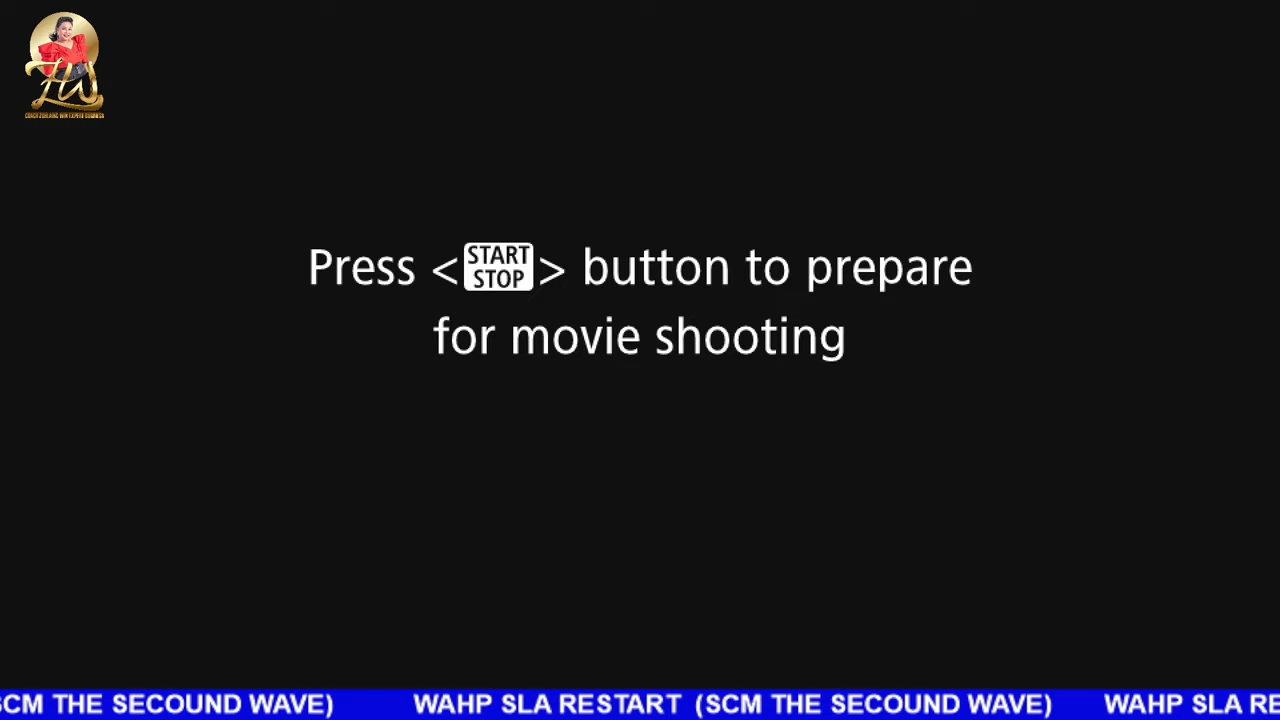 Press <START STOP> button to prepare
for movie shooting
SCM THE SECOUND WAVE) WAHP SLA RESTART (SCM THE SECOUND WAVE) WAHP SLA RE